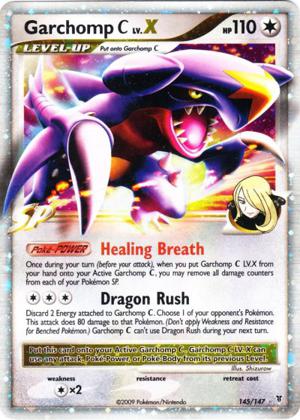 Garchomp C LV.X HP 110
LEVEL-UP Put onto Garchomp C
SP
Poké-POWER Healing Breath
Once during your turn (before your attack), when you put Garchomp C LV.X from
your hand onto your Active Garchomp C, you may remove all damage counters
from each of your Pokémon SP.
Dragon Rush
Discard 2 Energy attached to Garchomp C. Choose 1 of your opponent's Pokémon.
This attack does 80 damage to that Pokémon. (Don't apply Weakness and Resistance
for Benched Pokémon.) Garchomp C can't use Dragon Rush during your next turn.
Put this card onto your Active Garchomp C. Garchomp C LV.X can
use any attack, Poké-Power, or Poké-Body from its previous Level.
Illus. Shizurow
weakness resistance retreat cost
×2
©2009 Pokémon/Nintendo 145/147